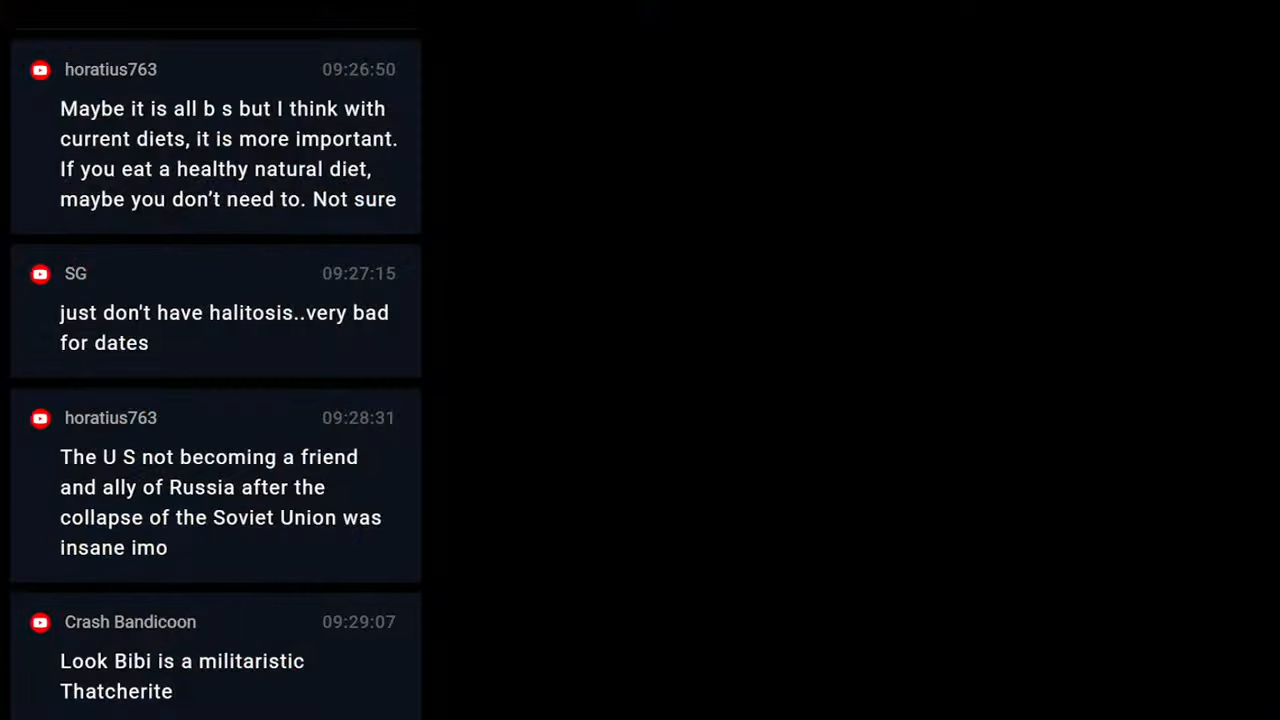 horatius763 09:26:50
Maybe it is all b s but I think with
current diets, it is more important.
If you eat a healthy natural diet,
maybe you don’t need to. Not sure
SG 09:27:15
just don't have halitosis..very bad
for dates
horatius763 09:28:31
The U S not becoming a friend
and ally of Russia after the
collapse of the Soviet Union was
insane imo
Crash Bandicoon 09:29:07
Look Bibi is a militaristic
Thatcherite